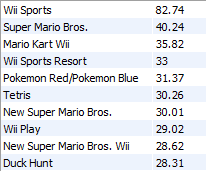 Wii Sports 82.74
Super Mario Bros. 40.24
Mario Kart Wii 35.82
Wii Sports Resort 33
Pokemon Red/Pokemon Blue 31.37
Tetris 30.26
New Super Mario Bros. 30.01
Wii Play 29.02
New Super Mario Bros. Wii 28.62
Duck Hunt 28.31